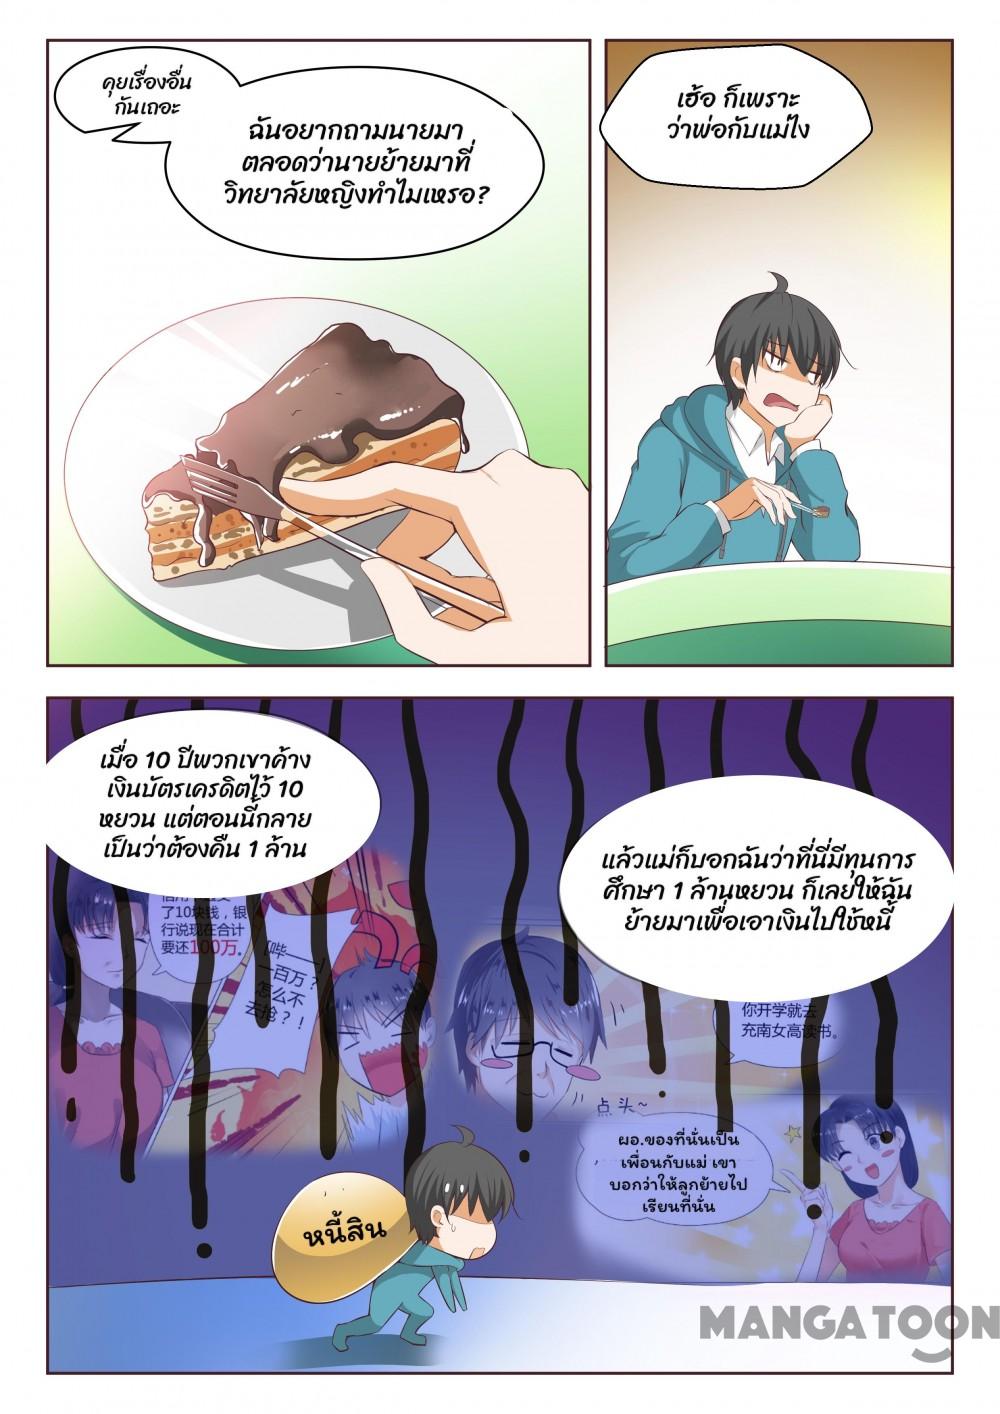 คุยเรื่องอื่น
กันเถอะ
ฉันอยากถามนายมา
ตลอดว่านายย้ายมาที่
วิทยาลัยหญิงทำไมเหรอ?
เฮ้อ ก็เพราะ
ว่าพ่อกับแม่ไง
เมื่อ 10 ปีพวกเขาค้าง
เงินบัตรเครดิตไว้ 10
หยวน แต่ตอนนี้กลาย
เป็นว่าต้องคืน 1 ล้าน
แล้วแม่ก็บอกฉันว่าที่นี่มีทุนการ
ศึกษา 1 ล้านหยวน ก็เลยให้ฉัน
ย้ายมาเพื่อเอาเงินไปใช้หนี้
了10块钱，银
行说现在合计
要还100万。
(哔——)
一百万？
怎么不
去抢？！
你开学就去
充南女高读书。
点头~
ผอ.ของที่นั่นเป็น
เพื่อนกับแม่ เขา
บอกว่าให้ลูกย้ายไป
เรียนที่นั่น
หนี้สิน
MANGATOON